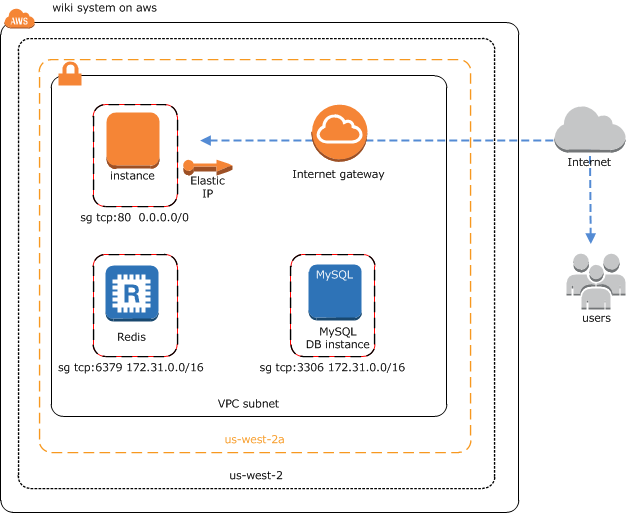 wiki system on aws
AWS
instance
Elastic
IP
sg tcp:80  0.0.0.0/0
Internet gateway
Internet
users
R
Redis
sg tcp:6379 172.31.0.0/16
MySQL
MySQL
DB instance
sg tcp:3306 172.31.0.0/16
VPC subnet
us-west-2a
us-west-2